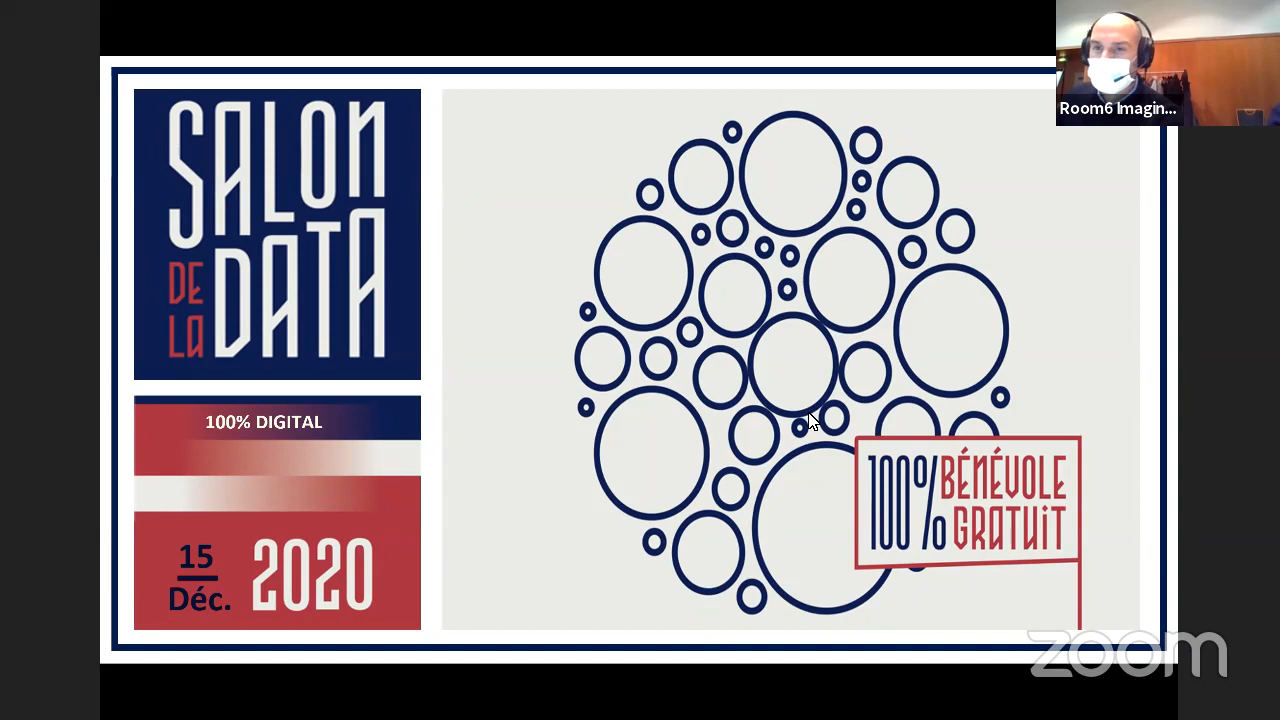 SALON
DE
LA
DATA
100% DIGITAL
15
Déc.
2020
100% BÉNÉVOLE
GRATUIT
Room6 Imagin...
zoom